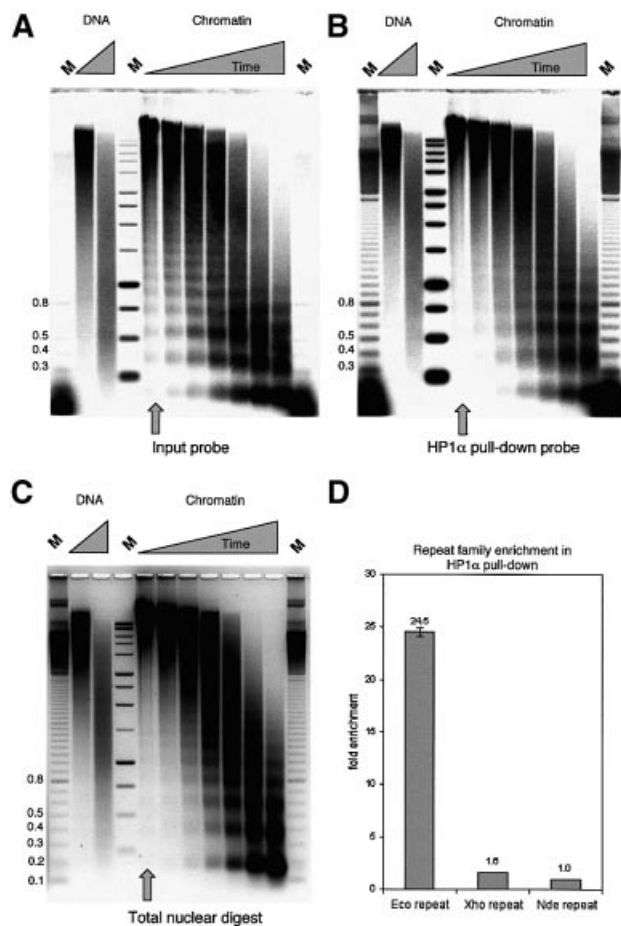 A
DNA
Chromatin
M
M
Time
M
0.8
0.5
0.4
0.3
Input probe
B
DNA
Chromatin
M
M
Time
M
0.8
0.5
0.4
0.3
HP1α pull-down probe
C
DNA
Chromatin
M
M
Time
M
0.8
0.5
0.4
0.3
0.2
0.1
Total nuclear digest
D
Repeat family enrichment in
HP1α pull-down
fold enrichment
30
25
20
15
10
5
0
24.5
1.6
1.0
Eco repeat
Xho repeat
Nde repeat